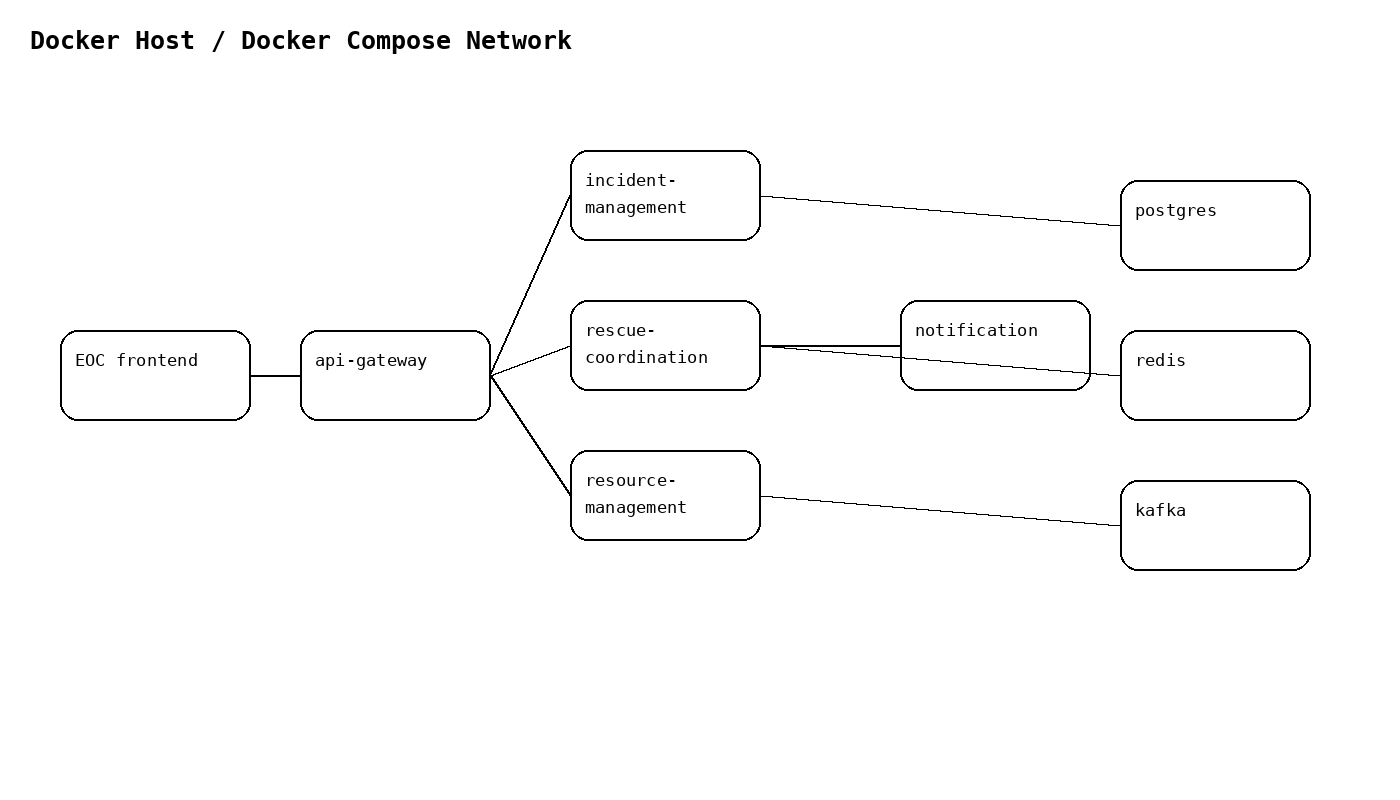 Docker Host / Docker Compose Network
incident-
management
postgres
rescue-
coordination
notification
EOC frontend
api-gateway
redis
resource-
management
kafka